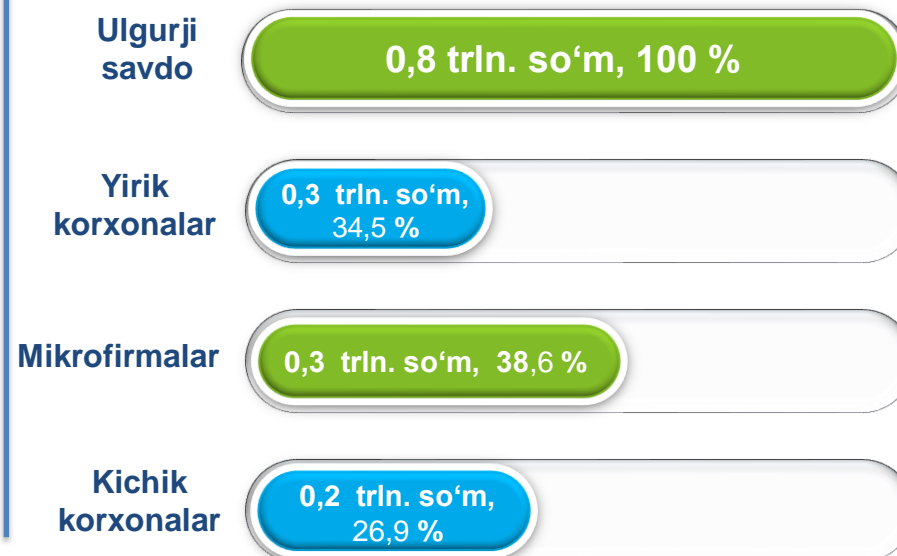 Ulgurji
savdo
0,8 trln. so‘m, 100 %
Yirik
korxonalar
0,3 trln. so‘m,
34,5 %
Mikrofirmalar
0,3 trln. so‘m, 38,6 %
Kichik
korxonalar
0,2 trln. so‘m,
26,9 %